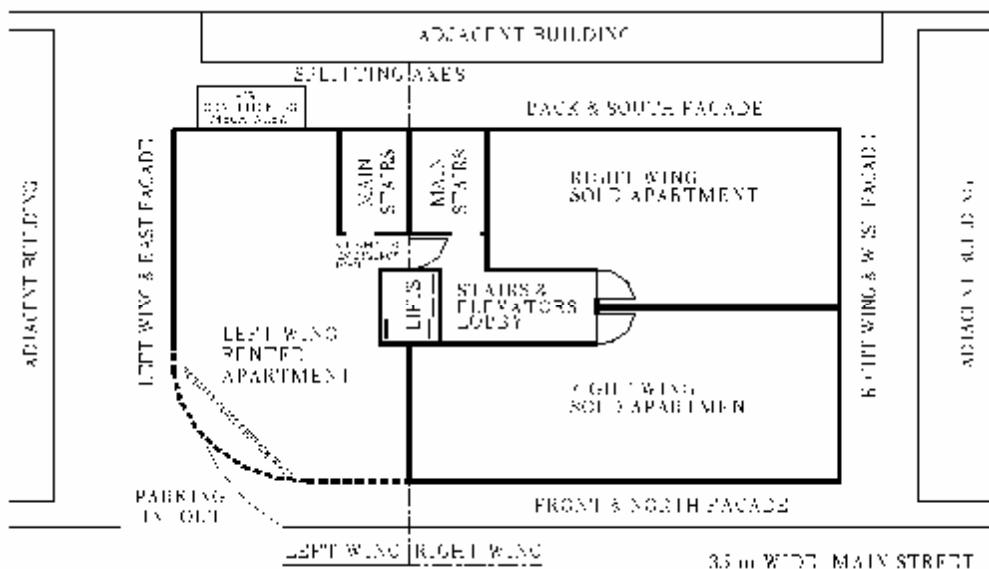 ADJACENT BUILDING
SPLITTING AXES
BACK & SOUTH FACADE
MAIN
STAIRS
MAIN
STAIRS
RIGHT WING
SOLD APARTMENT
ADJACENT BUILDING
LEFT WING & EAST FACADE
LIFTS
STAIRS &
ELEVATORS
LOBBY
RIGHT WING & WEST FACADE
ADJACENT BUILDING
LEFT WING
RENTED
APARTMENT
RIGHT WING
SOLD APARTMENT
PARKING
IN OUT
FRONT & NORTH FACADE
LEFT WING RIGHT WING
WIDE MAIN STREET